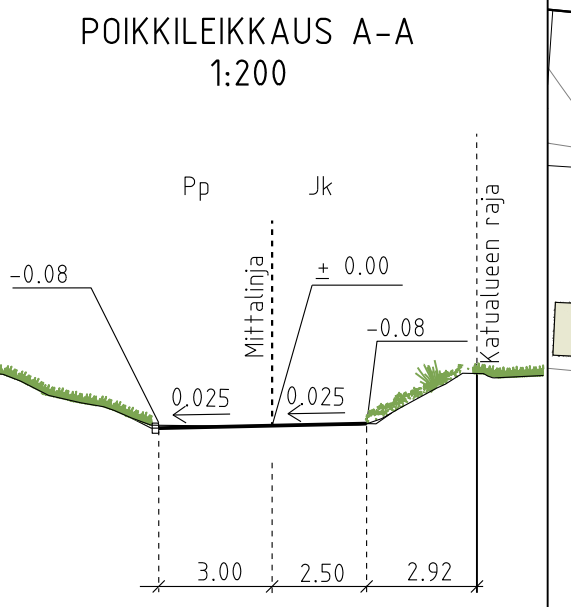 POIKKILEIKKAUS A-A
1:200
Pp
Jk
Katualueen raja
Mittalinja
-0.08
± 0.00
-0.08
0.025
0.025
3.00
2.50
2.92